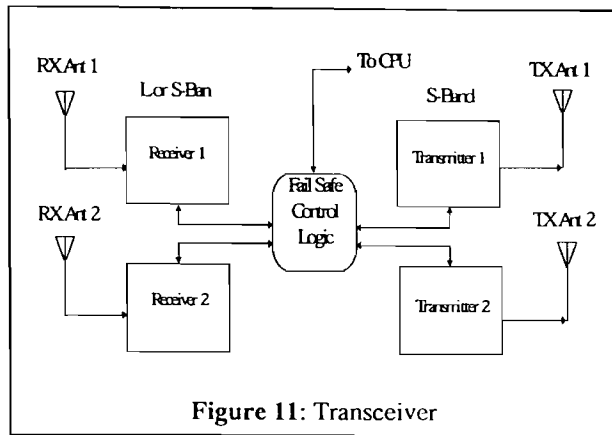 RX Ant 1
L or S-Ban
To CPU
S-Band
TX Ant 1
Receiver 1
Transmitter 1
Fail Safe
Control
Logic
RX Ant 2
TX Ant 2
Receiver 2
Transmitter 2
Figure 11: Transceiver